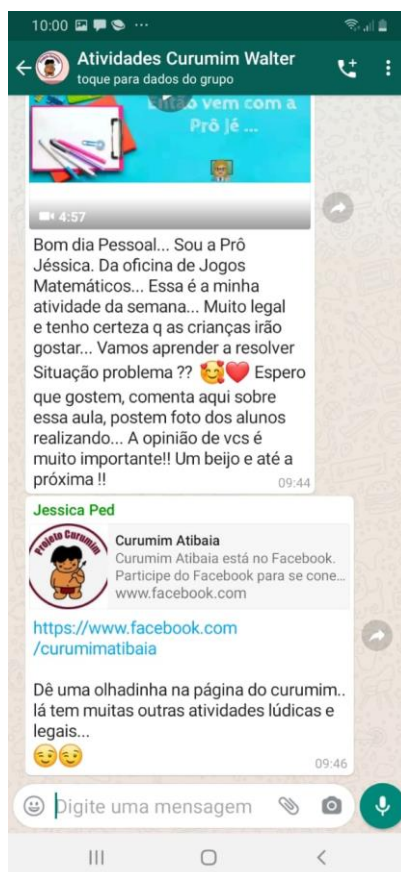 10:00
Atividades Curumim Walter
toque para dados do grupo
Então vem com a
Prô jé ...
4:57
Bom dia Pessoal... Sou a Prô
Jéssica. Da oficina de Jogos
Matemáticos... Essa é a minha
atividade da semana... Muito legal
e tenho certeza q as crianças irão
gostar... Vamos aprender a resolver
Situação problema ?? 🥰❤️ Espero
que gostem, comenta aqui sobre
essa aula, postem foto dos alunos
realizando... A opinião de vcs é
muito importante!! Um beijo e até a
próxima !!
09:44
Jessica Ped
Projeto Curumim
Curumim Atibaia
Curumim Atibaia está no Facebook.
Participe do Facebook para se cone...
www.facebook.com
https://www.facebook.com
/curumimatibaia
Dê uma olhadinha na página do curumim..
lá tem muitas outras atividades lúdicas e
legais...
😏😏
09:46
Digite uma mensagem